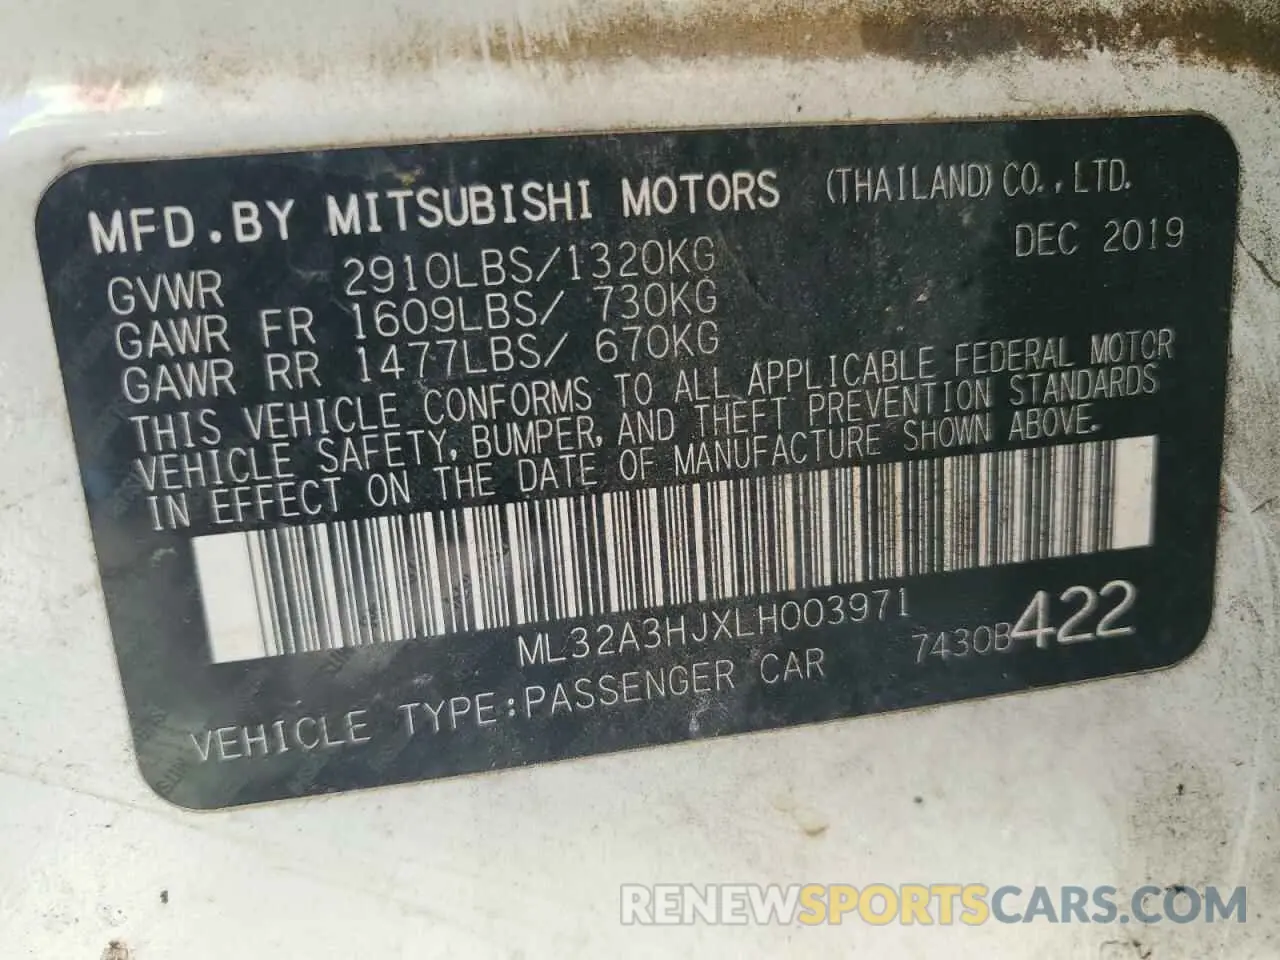 MFD.BY MITSUBISHI MOTORS (THAILAND) CO., LTD.
GVWR 2910LBS/1320KG DEC 2019
GAWR FR 1609LBS/ 730KG
GAWR RR 1477LBS/ 670KG
THIS VEHICLE CONFORMS TO ALL APPLICABLE FEDERAL MOTOR
VEHICLE SAFETY, BUMPER, AND THEFT PREVENTION STANDARDS
IN EFFECT ON THE DATE OF MANUFACTURE SHOWN ABOVE.
ML32A3HJXLH003971
VEHICLE TYPE:PASSENGER CAR 7430B422
RENEWSPORTSCARS.COM